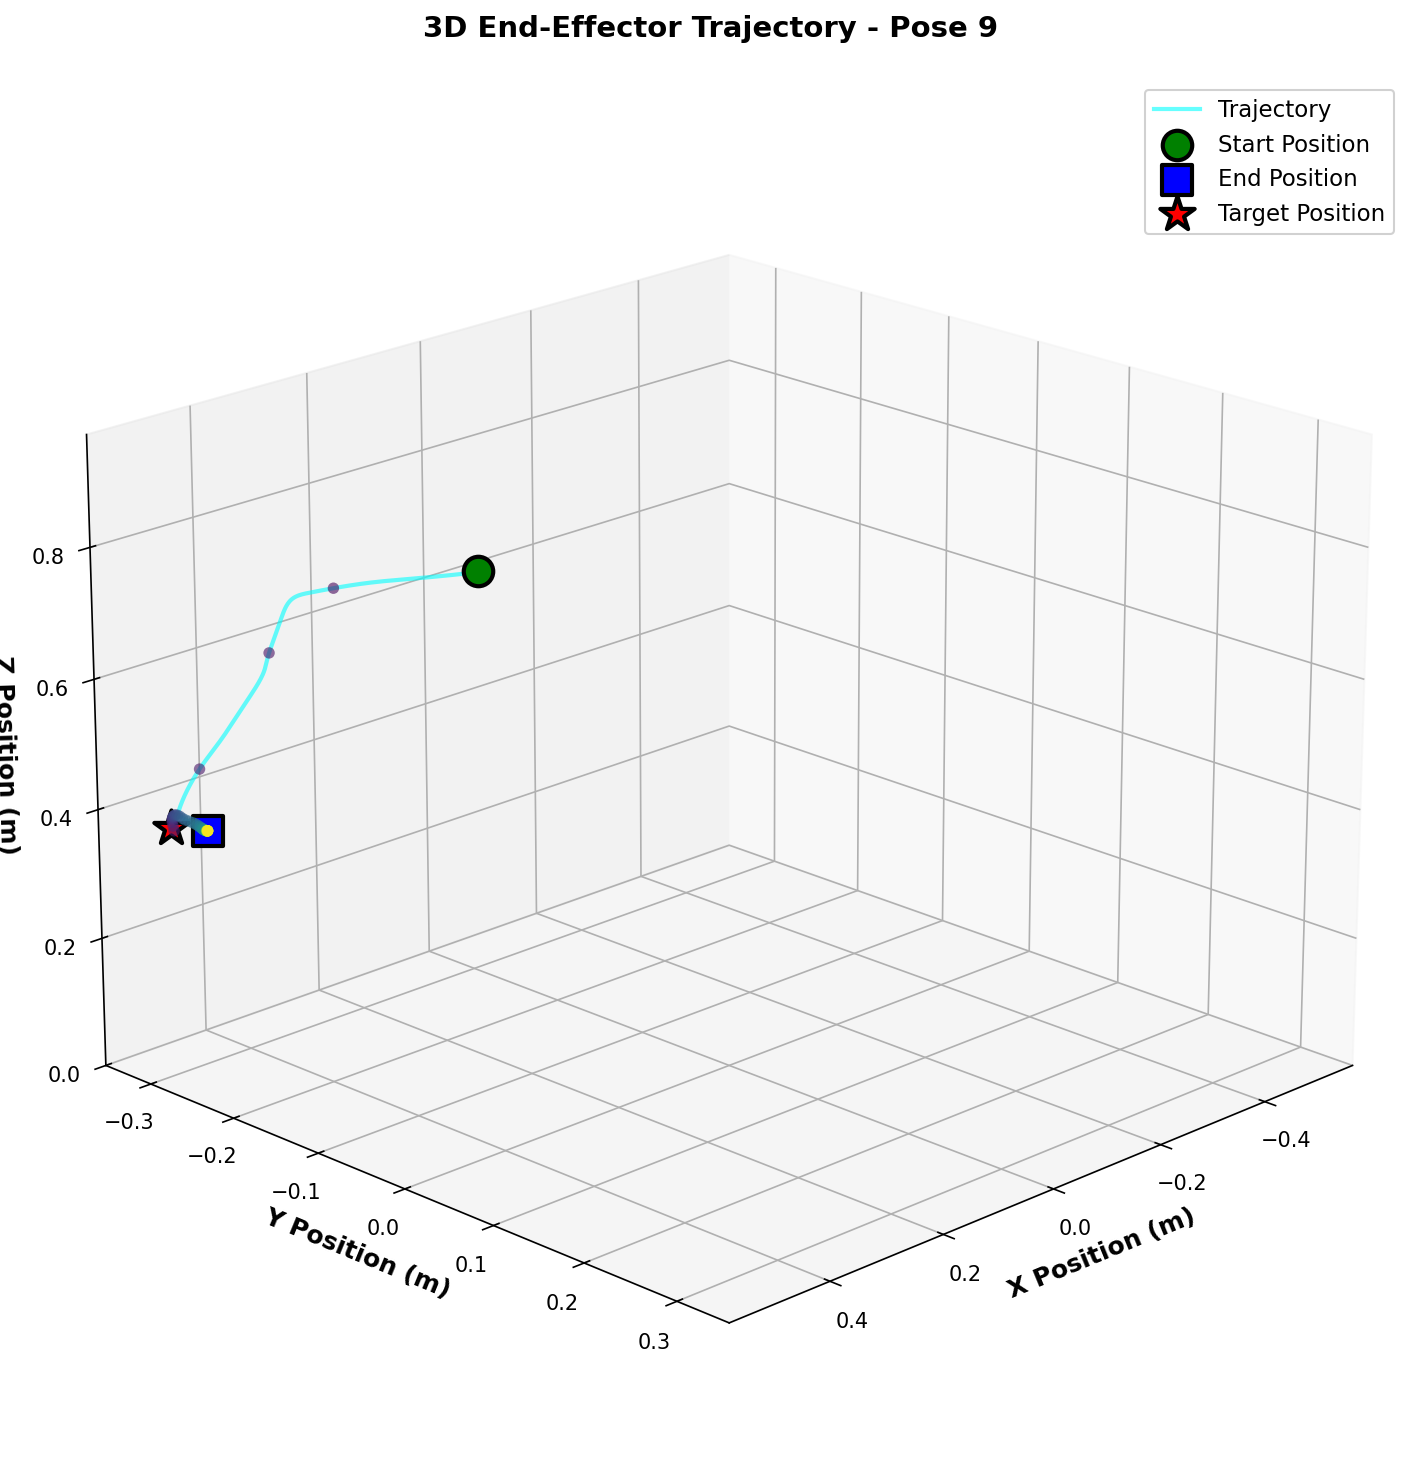 3D End-Effector Trajectory - Pose 9
Trajectory
Start Position
End Position
Target Position
0.8
0.6
0.4
0.2
0.0
Z Position (m)
−0.3
−0.2
−0.1
0.0
0.1
0.2
0.3
Y Position (m)
−0.4
−0.2
0.0
0.2
0.4
X Position (m)